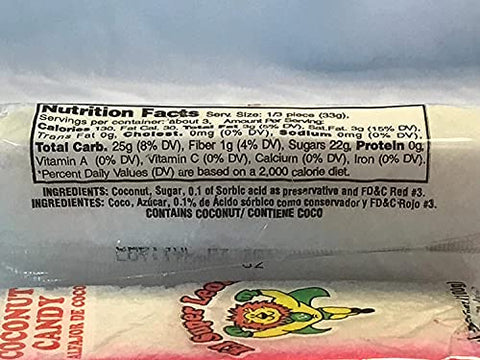 Nutrition Facts Serv. Size: 1/3 piece (33g).
Servings per container: about 3. Amount Per Serving:
Calories 130, Fat Cal. 30, Total Fat 3g (5% DV), Sat.Fat. 3g (15% DV),
Trans Fat 0g, Cholest. 0mg (0% DV), Sodium 0mg (0% DV),
Total Carb. 25g (8% DV), Fiber 1g (4% DV), Sugars 22g, Protein 0g,
Vitamin A (0% DV), Vitamin C (0% DV), Calcium (0% DV), Iron (0% DV).
*Percent Daily Values (DV) are based on a 2,000 calorie diet.
INGREDIENTS: Coconut, Sugar, 0.1 of Sorbic acid as preservative and FD&C Red #3.
INGREDIENTES: Coco, Azúcar, 0.1% de Ácido sórbico como conservador y FD&C Rojo #3.
CONTAINS COCONUT/ CONTIENE COCO
COCONUT
CANDY
ALFAJOR DE COCO